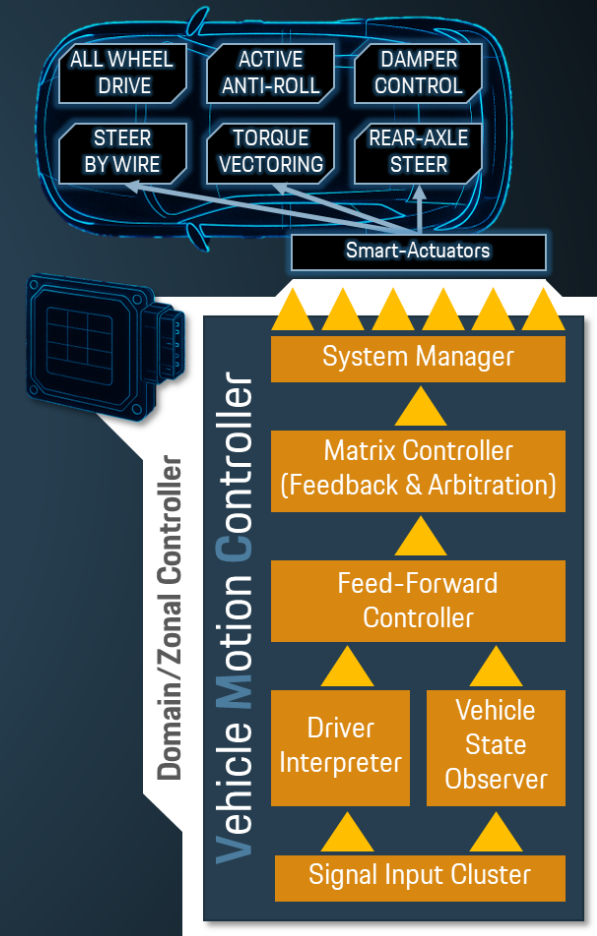 ALL WHEEL
DRIVE
ACTIVE
ANTI-ROLL
DAMPER
CONTROL
STEER
BY WIRE
TORQUE
VECTORING
REAR-AXLE
STEER
Smart-Actuators
System Manager
Matrix Controller
(Feedback & Arbitration)
Feed-Forward
Controller
Driver
Interpreter
Vehicle
State
Observer
Signal Input Cluster
Vehicle Motion Controller
Domain/Zonal Controller